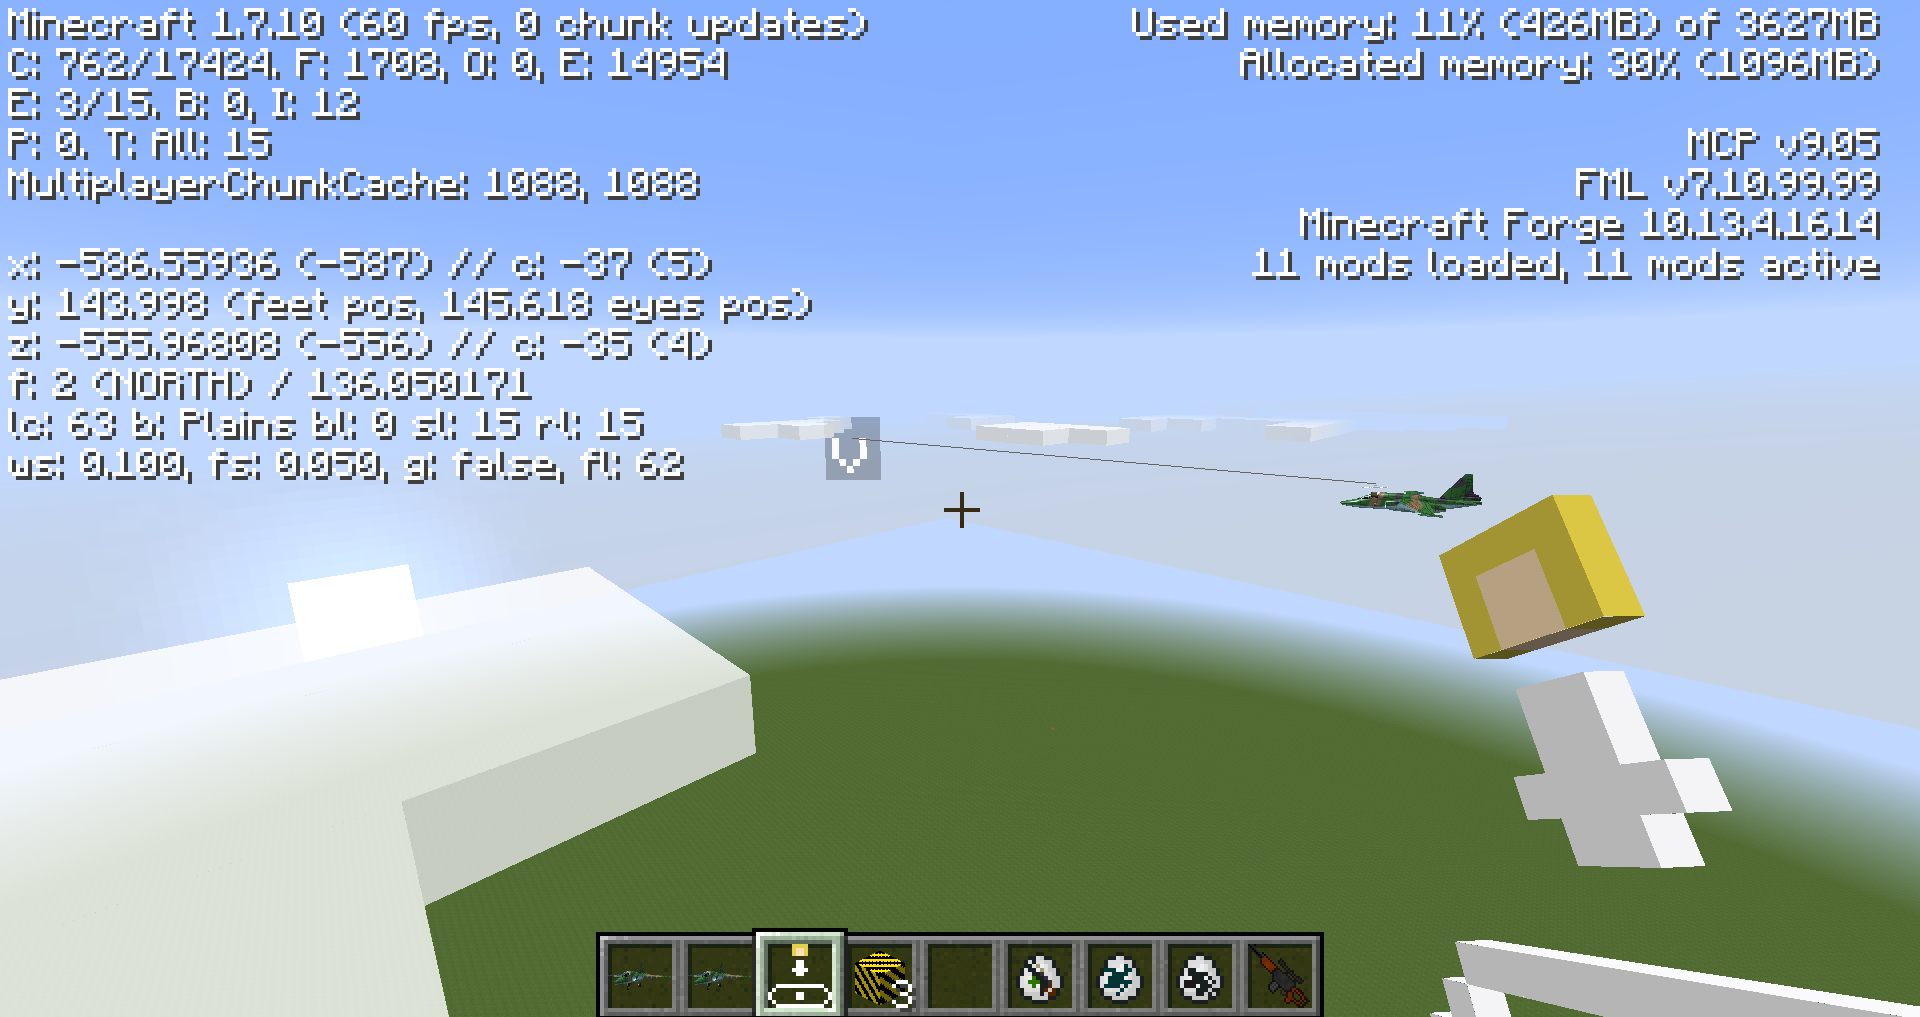 Minecraft 1.7.10 (60 fps, 0 chunk updates)
C: 762/17424. F: 1708, O: 0, E: 14954
E: 3/15. B: 0, I: 12
P: 0. T: All: 15
MultiplayerChunkCache: 1088, 1088
x: -586.55936 (-587) // c: -37 (5)
y: 143.998 (feet pos, 145.618 eyes pos)
z: -555.96808 (-556) // c: -35 (4)
f: 2 (NORTH) / 136.050171
lc: 63 b: Plains bl: 0 sl: 15 rl: 15
ws: 0.100, fs: 0.050, g: false, fl: 62
Used memory: 11% (426MB) of 3627MB
Allocated memory: 30% (1096MB)
MCP v9.05
FML v7.10.99.99
Minecraft Forge 10.13.4.1614
11 mods loaded, 11 mods active
3